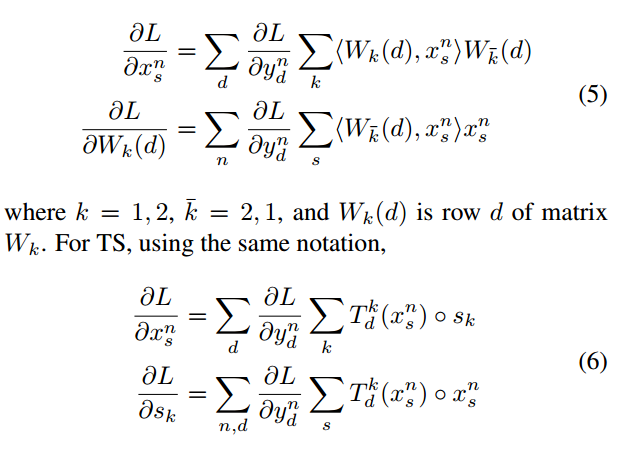 ∂L/∂x_s^n = Σ_d ∂L/∂y_d^n Σ_k ⟨W_k(d), x_s^n⟩W_k̄(d)
∂L/∂W_k(d) = Σ_n ∂L/∂y_d^n Σ_s ⟨W_k̄(d), x_s^n⟩x_s^n
(5)
where k = 1, 2, k̄ = 2, 1, and W_k(d) is row d of matrix
W_k. For TS, using the same notation,
∂L/∂x_s^n = Σ_d ∂L/∂y_d^n Σ_k T_d^k(x_s^n) ∘ s_k
∂L/∂s_k = Σ_{n,d} ∂L/∂y_d^n Σ_s T_d^k(x_s^n) ∘ x_s^n
(6)